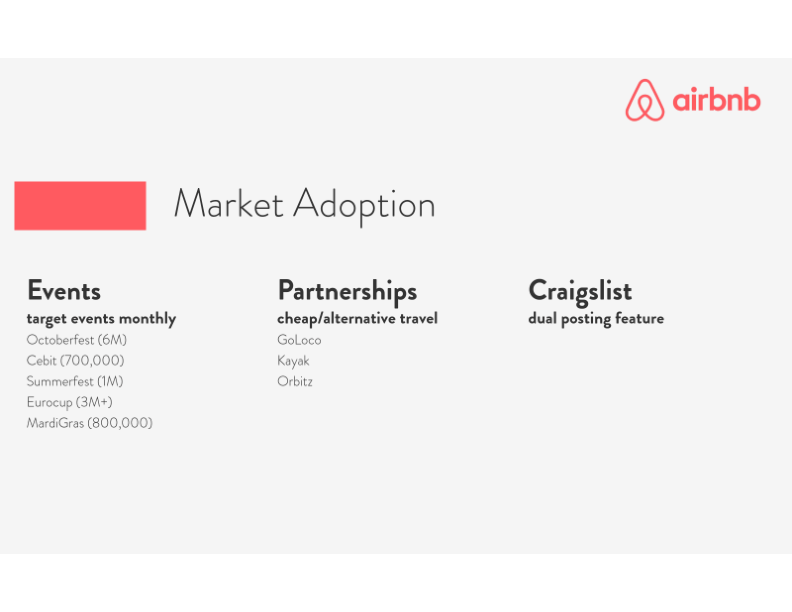 airbnb
Market Adoption
Events
target events monthly
Octoberfest (6M)
Cebit (700,000)
Summerfest (1M)
Eurocup (3M+)
MardiGras (800,000)
Partnerships
cheap/alternative travel
GoLoco
Kayak
Orbitz
Craigslist
dual posting feature